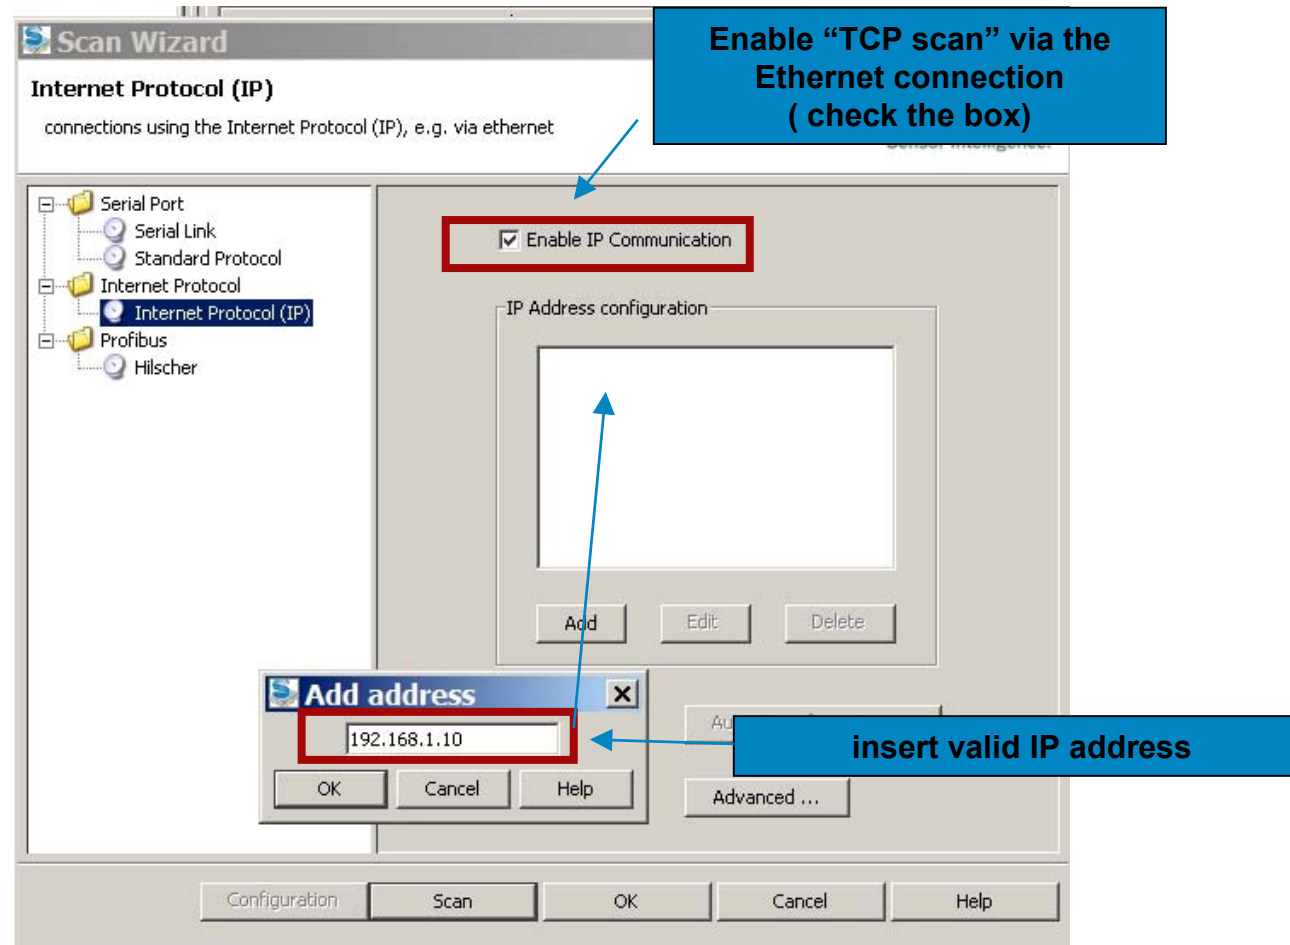 Scan Wizard
Enable “TCP scan” via the
Ethernet connection
( check the box)
Internet Protocol (IP)
connections using the Internet Protocol (IP), e.g. via ethernet
Serial Port
Serial Link
Standard Protocol
Internet Protocol
Internet Protocol (IP)
Profibus
Hilscher
Enable IP Communication
IP Address configuration
Add
Edit
Delete
Add address
192.168.1.10
OK
Cancel
Help
insert valid IP address
Advanced ...
Configuration
Scan
OK
Cancel
Help